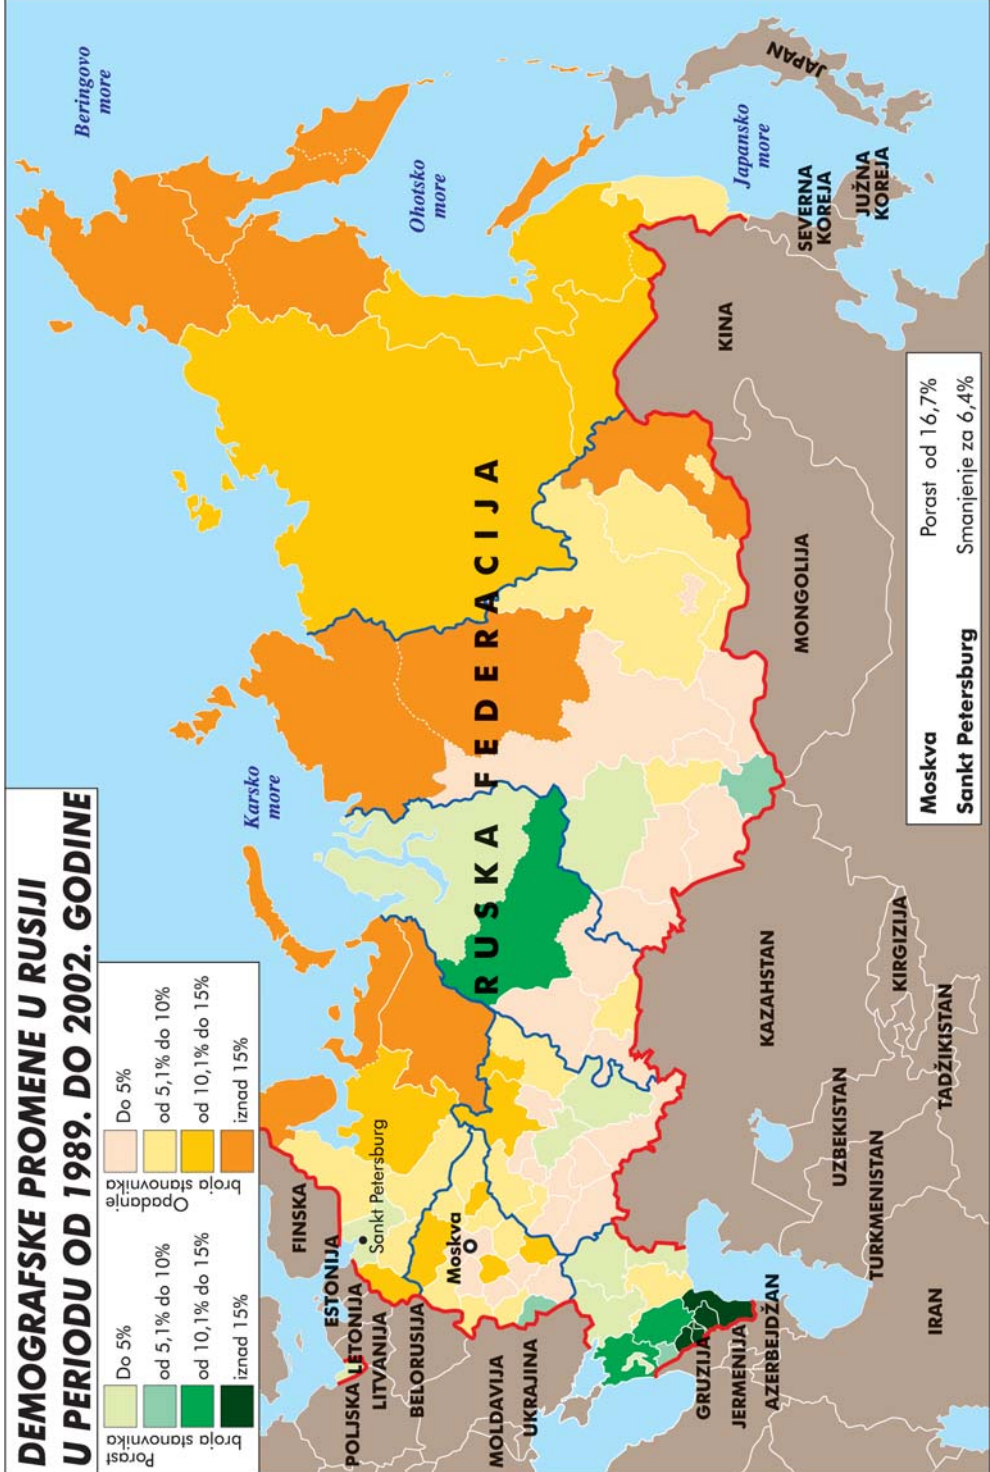 DEMOGRAFSKE PROMENE U RUSIJI
U PERIODU OD 1989. DO 2002. GODINE
Porast
broja stanovnika
Do 5%
od 5,1% do 10%
od 10,1% do 15%
iznad 15%
Opadanje
broja stanovnika
Do 5%
od 5,1% do 10%
od 10,1% do 15%
iznad 15%
Karsko
more
Beringovo
more
Ohotsko
more
Japansko
more
JAPAN
SEVERNA
KOREJA
JUŽNA
KOREJA
KINA
MONGOLIJA
RUSKA FEDERACIJA
FINSKA
ESTONIJA
Sankt Petersburg
LETONIJA
POLJSKA
LITVANIJA
BELORUSIJA
Moskva
MOLDAVIJA
UKRAJINA
GRUZIJA
JERMENIJA
AZERBEJDŽAN
KAZAHSTAN
KIRGIZIJA
UZBEKISTAN
TADŽIKISTAN
TURKMENISTAN
IRAN
Moskva Porast od 16,7%
Sankt Petersburg Smanjenje za 6,4%